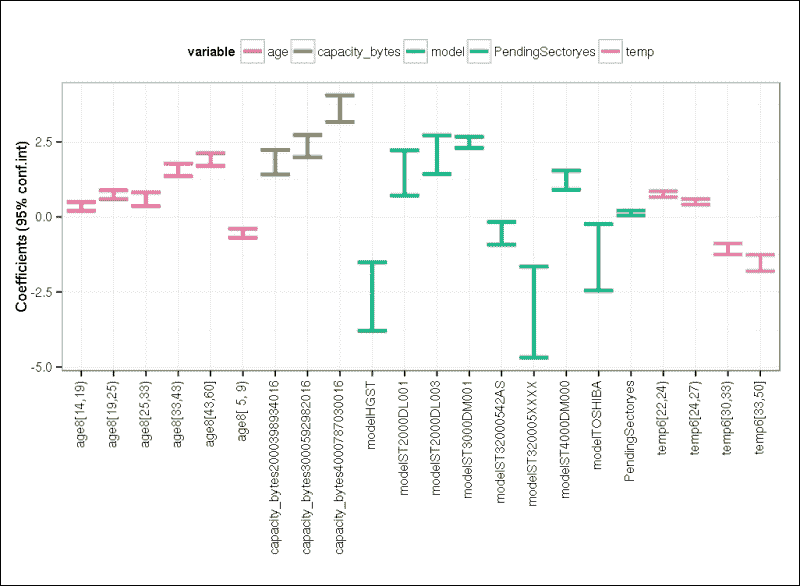 variable age capacity_bytes model PendingSectoryes temp
Coefficients (95% conf.int)
2.5
0.0
-2.5
-5.0
age8[14,19)
age8[19,25)
age8[25,33)
age8[33,43)
age8[43,60]
age8[ 5, 9)
capacity_bytes2000398934016
capacity_bytes3000592982016
capacity_bytes4000787030016
modelHGST
modelST2000DL001
modelST2000DL003
modelST3000DM001
modelST32000542AS
modelST320005XXXX
modelST4000DM000
modelTOSHIBA
PendingSectoryes
temp6[22,24)
temp6[24,27)
temp6[30,33)
temp6[33,50]